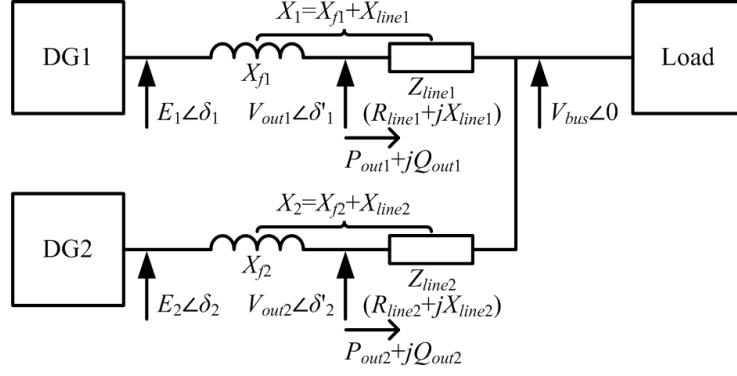 X1=Xf1+Xline1
DG1
Load
Xf1
Zline1
E1∠δ1
Vout1∠δ'1
(Rline1+jXline1)
Vbus∠0
Pout1+jQout1
X2=Xf2+Xline2
DG2
Xf2
Zline2
E2∠δ2
Vout2∠δ'2
(Rline2+jXline2)
Pout2+jQout2